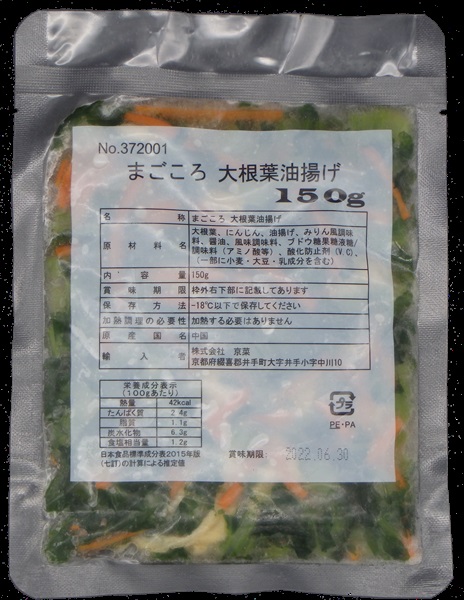 No.372001
まごころ 大根葉油揚げ
150g
名称 まごころ 大根葉油揚げ
原材料名 大根葉、にんじん、油揚げ、みりん風調味
料、醤油、風味調味料、ブドウ糖果糖液糖/
調味料（アミノ酸等）、酸化防止剤（V.C）、
（一部に小麦・大豆・乳成分を含む）
内容量 150g
賞味期限 枠外右下部に記載してあります
保存方法 -18℃以下で保存してください
加熱調理の必要性 加熱する必要はありません
原産国名 中国
輸入者 株式会社 京菜
京都府綴喜郡井手町大字井手小字中川10
栄養成分表示
(100gあたり)
熱量 42kcal
たんぱく質 2.4g
脂質 1.1g
炭水化物 6.3g
食塩相当量 1.2g
日本食品標準成分表2015年版
(七訂)の計算による推定値
プラ
PE・PA
賞味期限: 2022.06.30